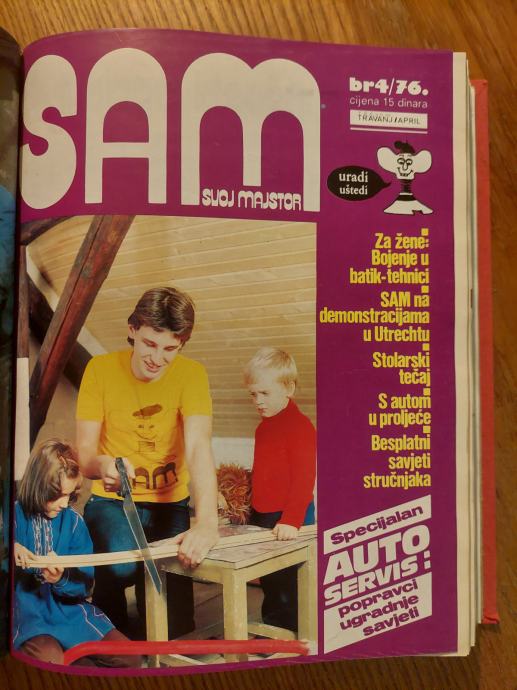 SAM
SVOJ MAJSTOR
br4/76.
cijena 15 dinara
TRAVANJ/APRIL
uradi
uštedi
Za žene:
Bojenje u
batik-tehnici
SAM na
demonstracijama
u Utrechtu
Stolarski
tečaj
S autom
u proljeće
Besplatni
savjeti
stručnjaka
Specijalan
AUTO
SERVIS:
popravci
ugradnje
savjeti
SAM